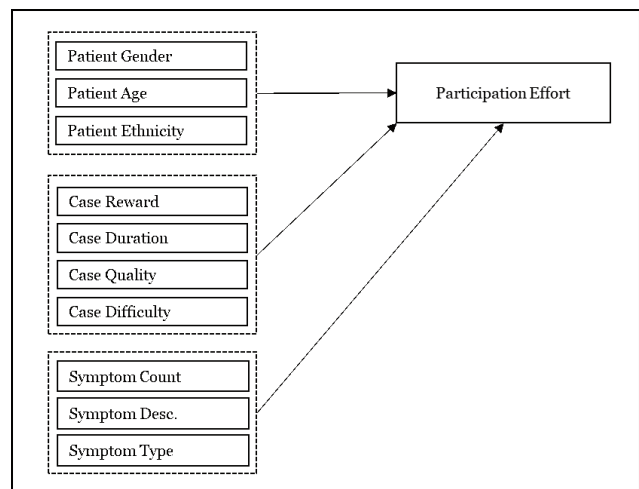 Patient Gender
Patient Age
Patient Ethnicity
Participation Effort
Case Reward
Case Duration
Case Quality
Case Difficulty
Symptom Count
Symptom Desc.
Symptom Type